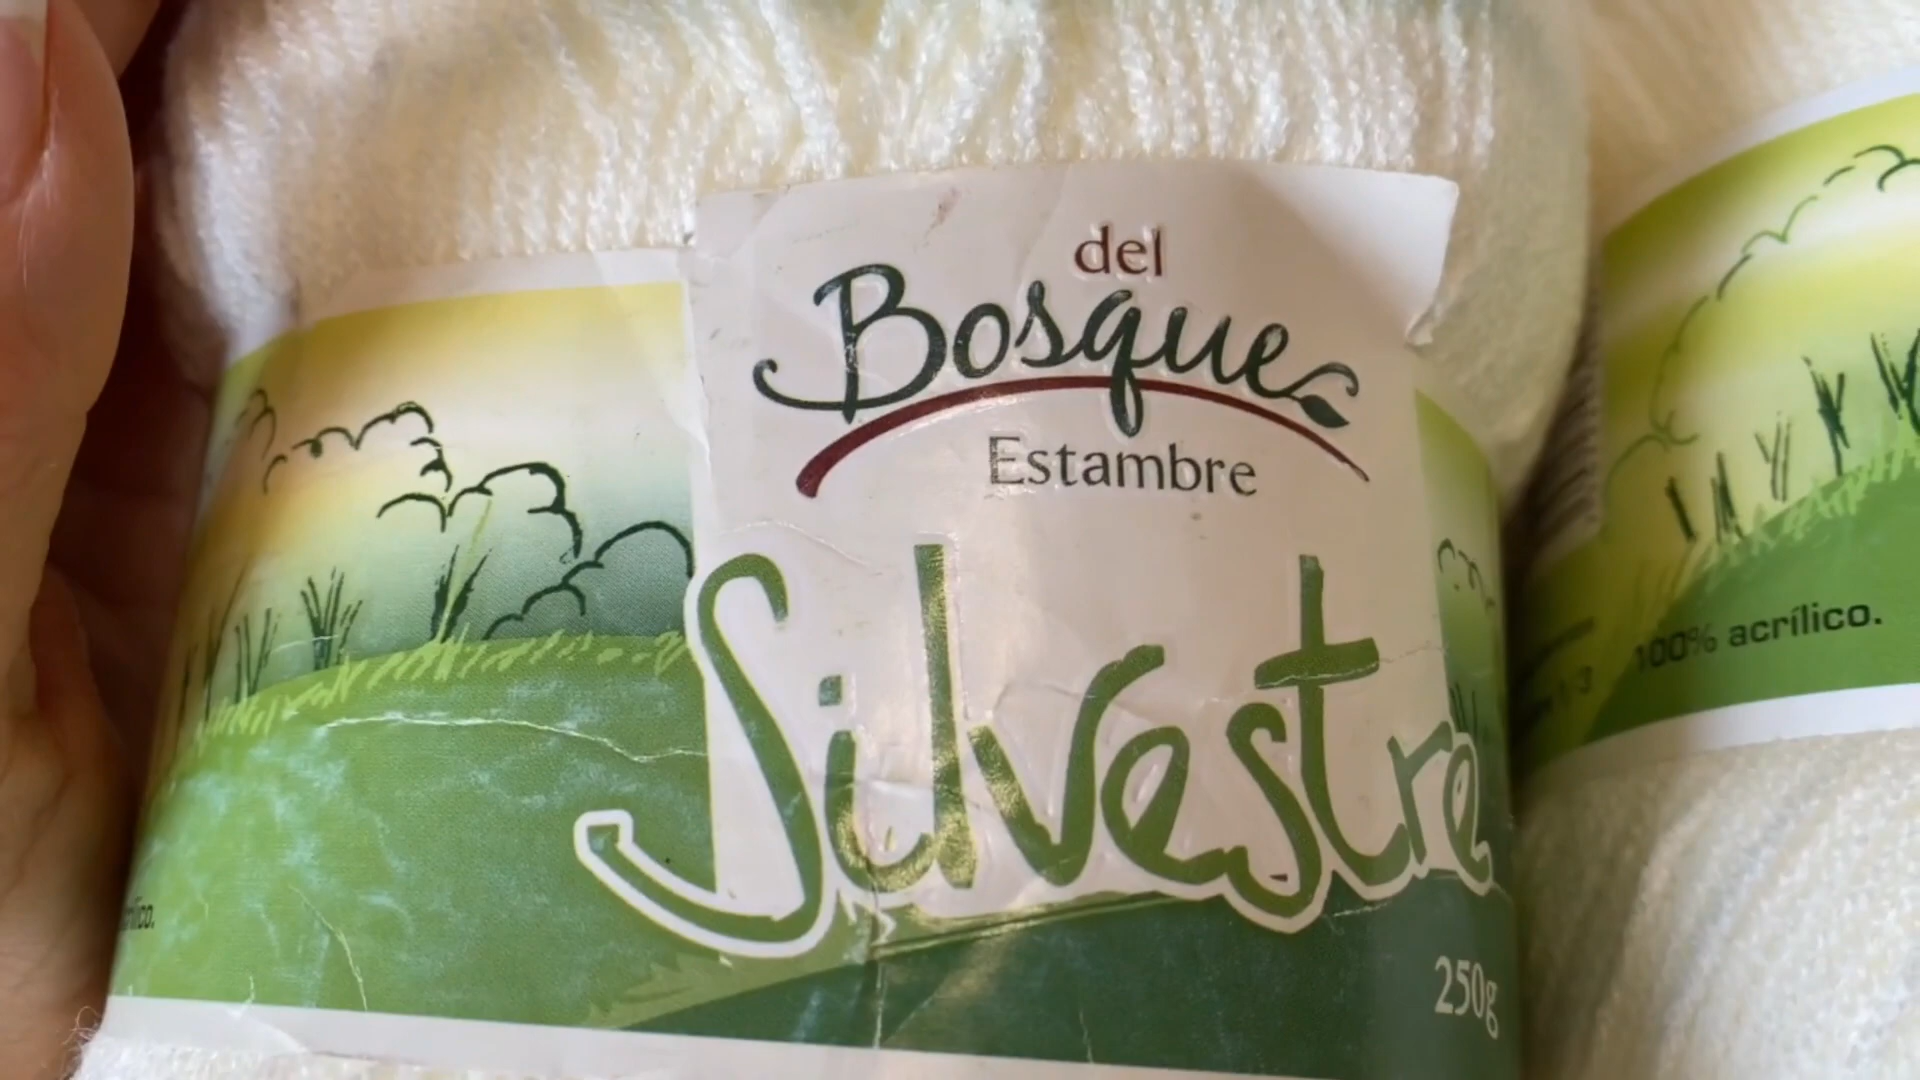 del
Bosque
Estambre
Silvestre
250g
100% acrílico.